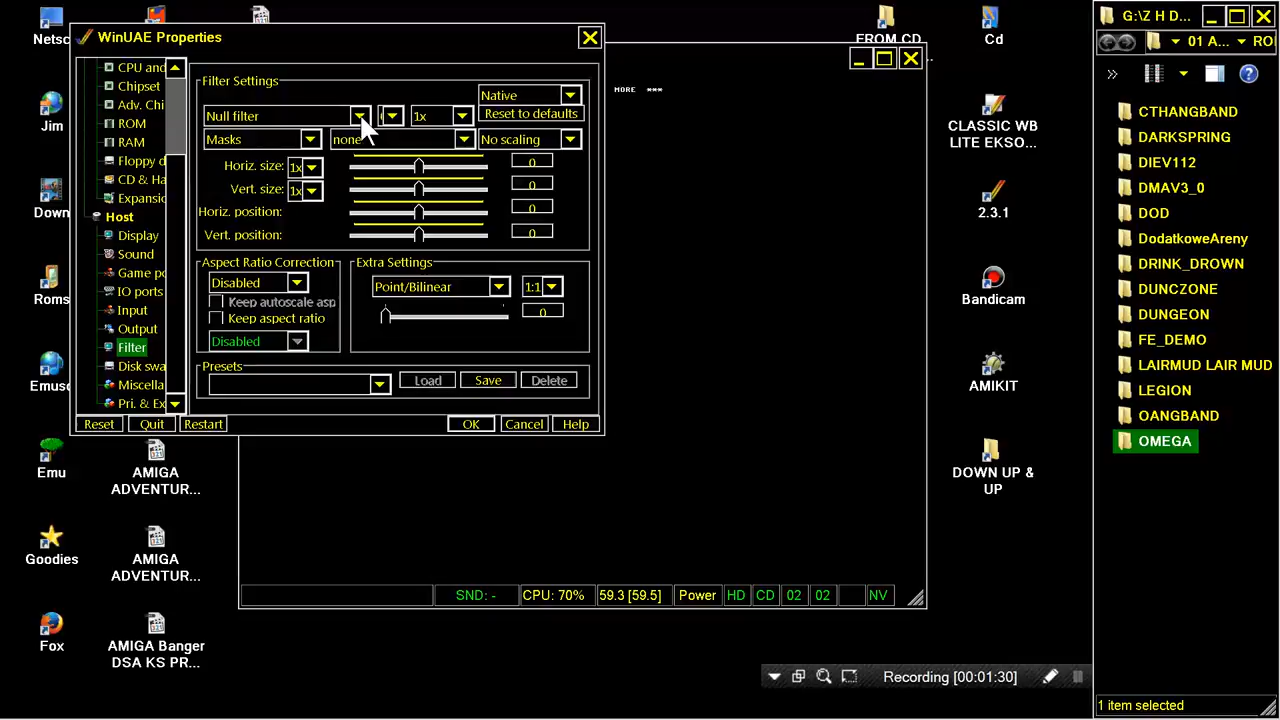 Netsc
Jim
Down
Roms
Emusc
Emu
Goodies
Fox
AMIGA
ADVENTUR...
AMIGA
ADVENTUR...
AMIGA Banger
DSA KS PR...
WinUAE Properties
CPU and
Chipset
Adv. Chi
ROM
RAM
Floppy d
CD & Ha
Expansio
Host
Display
Sound
Game po
IO ports
Input
Output
Filter
Disk swa
Miscella
Pri. & Ex
Filter Settings
Native
Null filter
1x
Reset to defaults
Masks
none
No scaling
Horiz. size:
1x
0
Vert. size:
1x
0
Horiz. position:
0
Vert. position:
0
Aspect Ratio Correction
Disabled
Keep autoscale asp
Keep aspect ratio
Disabled
Extra Settings
Point/Bilinear
1:1
0
Presets
Load
Save
Delete
Reset
Quit
Restart
OK
Cancel
Help
MORE ***
SND: -
CPU: 70%
59.3 [59.5]
Power
HD
CD
02
02
NV
FROM CD
Cd
CLASSIC WB
LITE EKSO...
2.3.1
Bandicam
AMIKIT
DOWN UP &
UP
Recording [00:01:30]
G:\Z H D...
01 A...
RO
CTHANGBAND
DARKSPRING
DIEV112
DMAV3_0
DOD
DodatkoweAreny
DRINK_DROWN
DUNCZONE
DUNGEON
FE_DEMO
LAIRMUD LAIR MUD
LEGION
OANGBAND
OMEGA
1 item selected